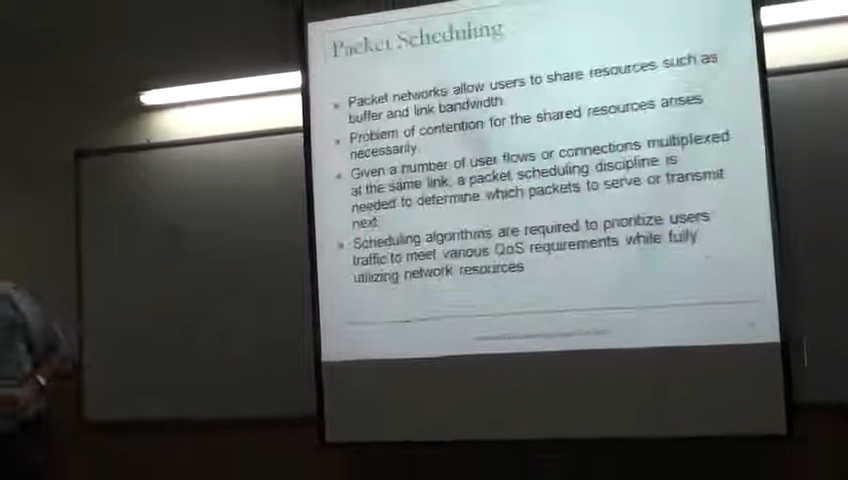 Packet Scheduling
Packet networks allow users to share resources such as
buffer and link bandwidth
Problem of contention for the shared resources arises
necessarily
Given a number of user flows or connections multiplexed
at the same link, a packet scheduling discipline is
needed to determine which packets to serve or transmit
next
Scheduling algorithms are required to prioritize users
traffic to meet various QoS requirements while fully
utilizing network resources